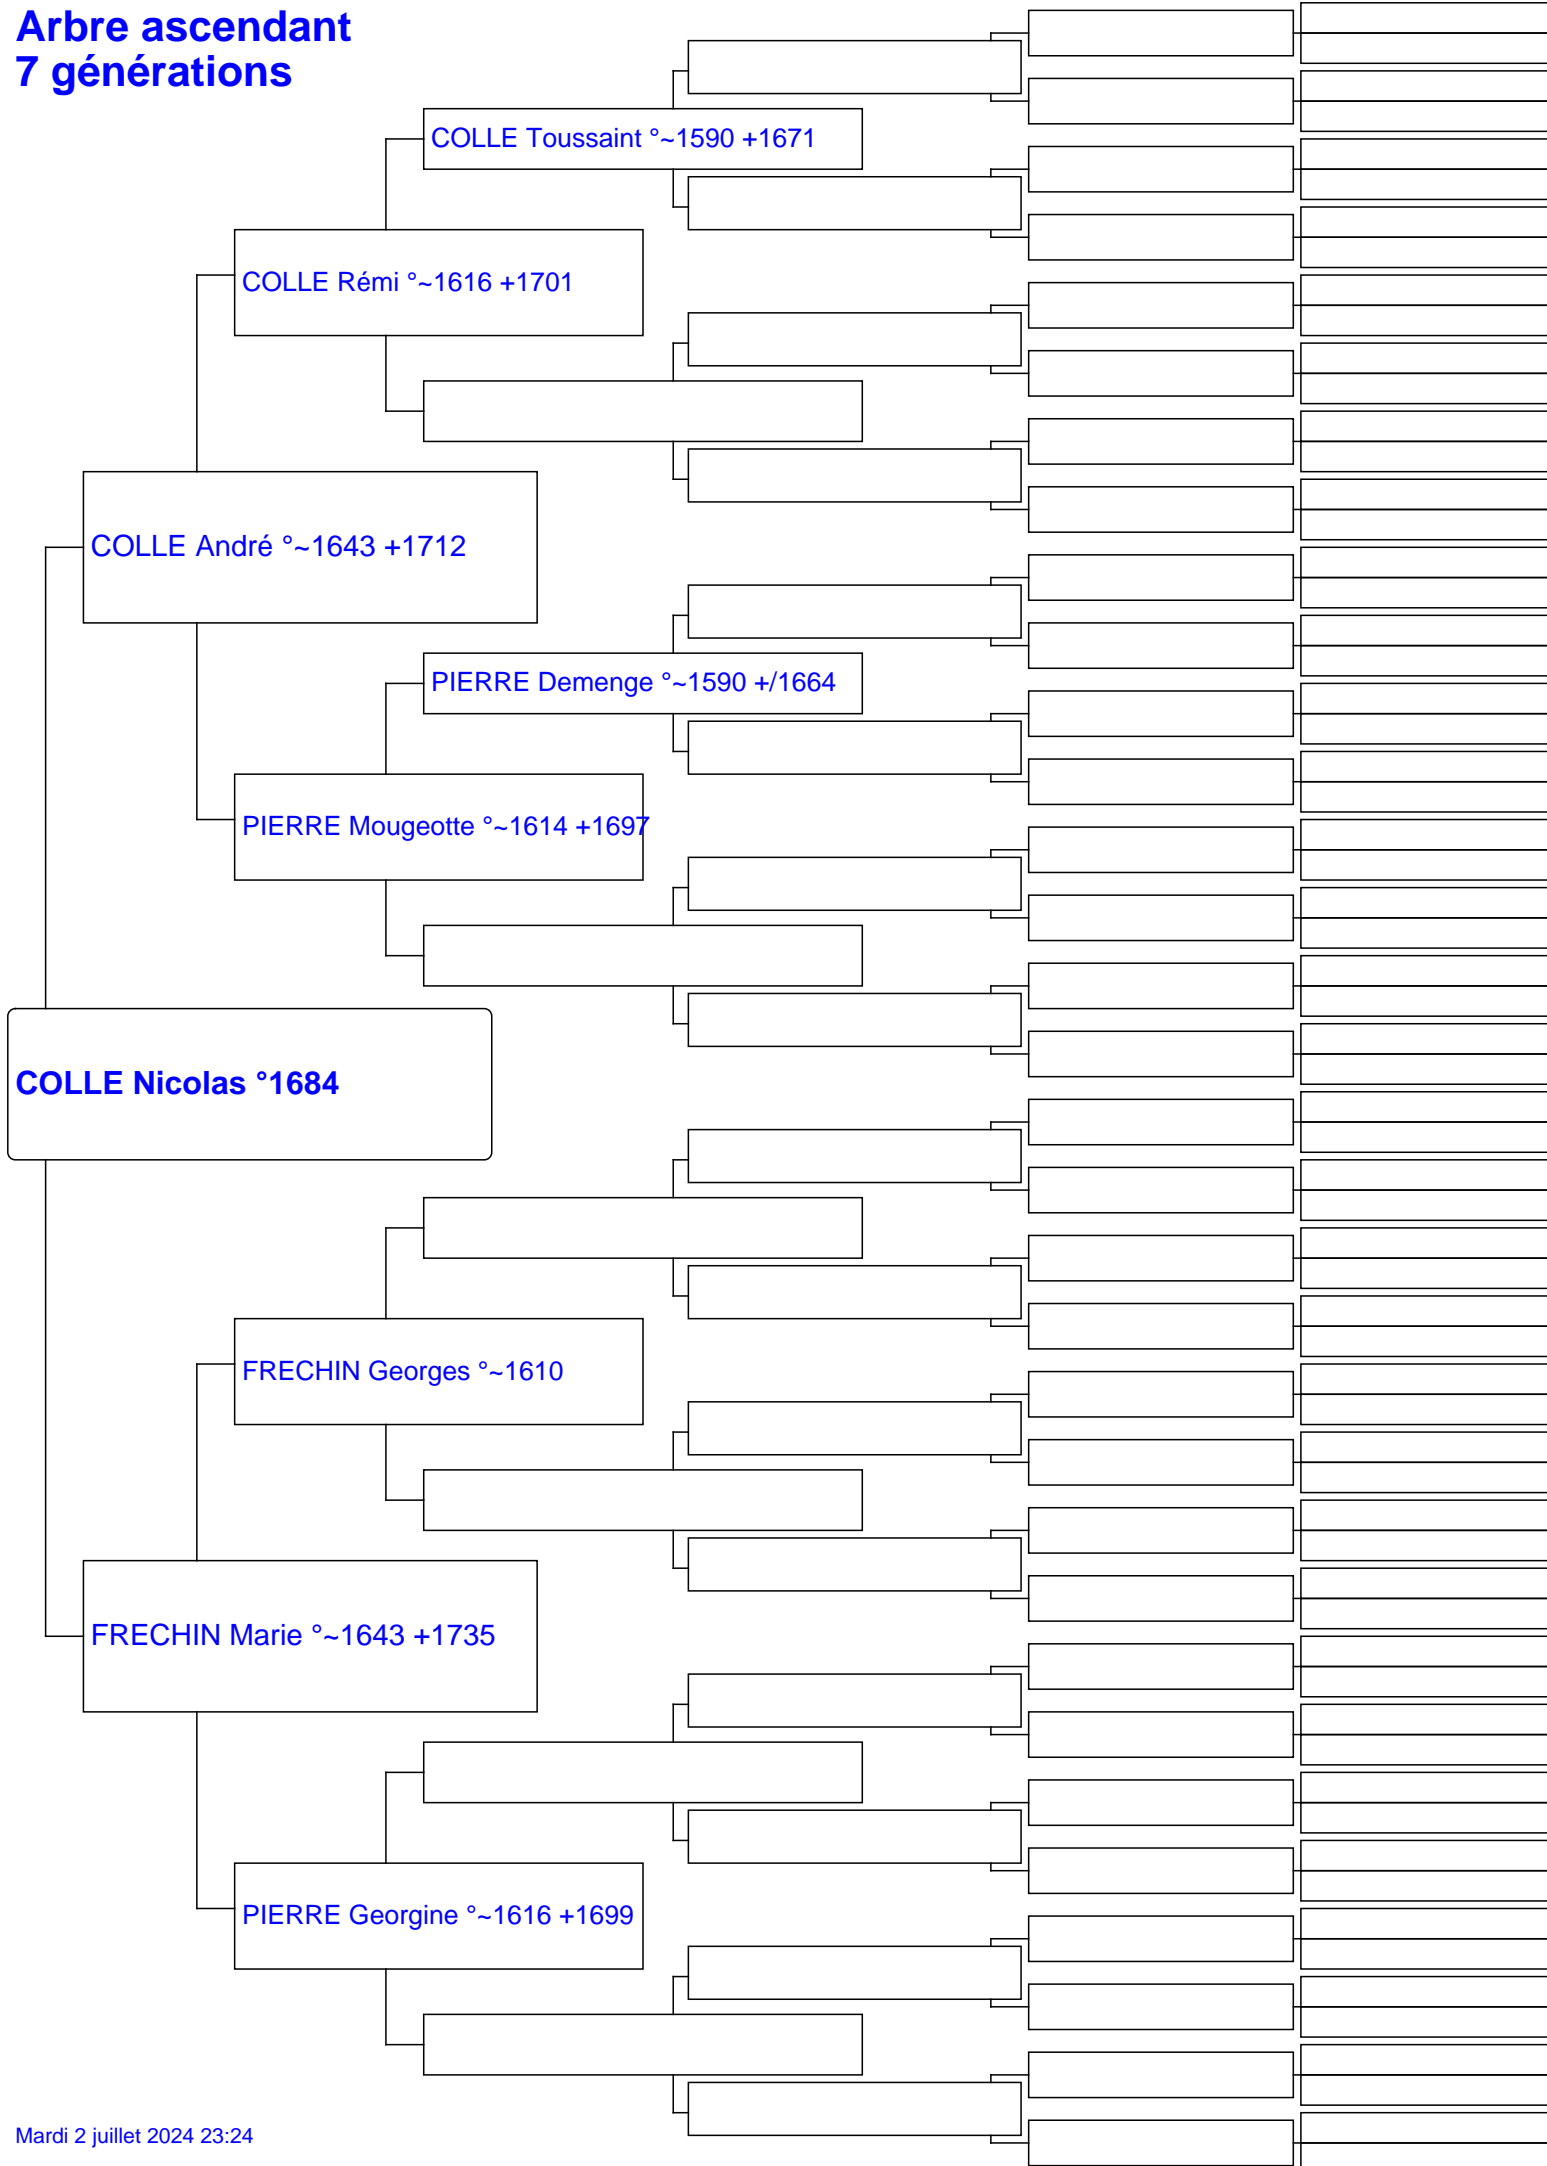 Arbre ascendant
7 générations
COLLE Toussaint °~1590 +1671
COLLE Rémi °~1616 +1701
COLLE André °~1643 +1712
PIERRE Demenge °~1590 +/1664
PIERRE Mougeotte °~1614 +1697
COLLE Nicolas °1684
FRECHIN Georges °~1610
FRECHIN Marie °~1643 +1735
PIERRE Georgine °~1616 +1699
Mardi 2 juillet 2024 23:24